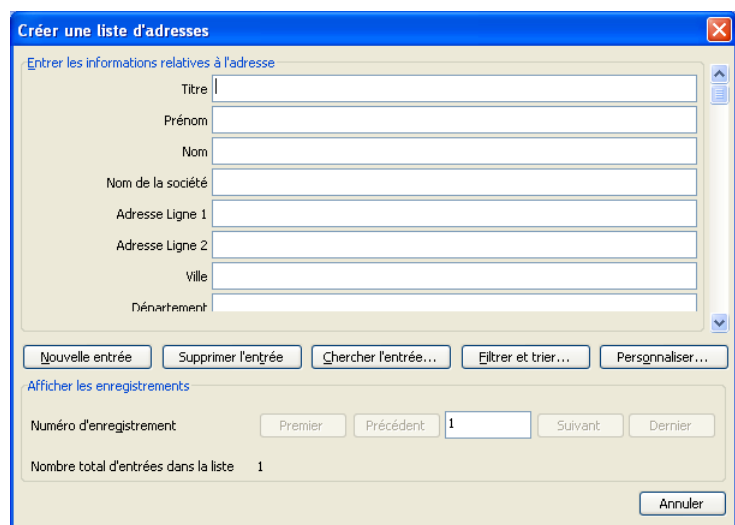 Créer une liste d'adresses
Entrer les informations relatives à l'adresse
Titre
Prénom
Nom
Nom de la société
Adresse Ligne 1
Adresse Ligne 2
Ville
Département
Nouvelle entrée Supprimer l'entrée Chercher l'entrée... Filtrer et trier... Personnaliser...
Afficher les enregistrements
Numéro d'enregistrement Premier Précédent 1 Suivant Dernier
Nombre total d'entrées dans la liste 1
Annuler